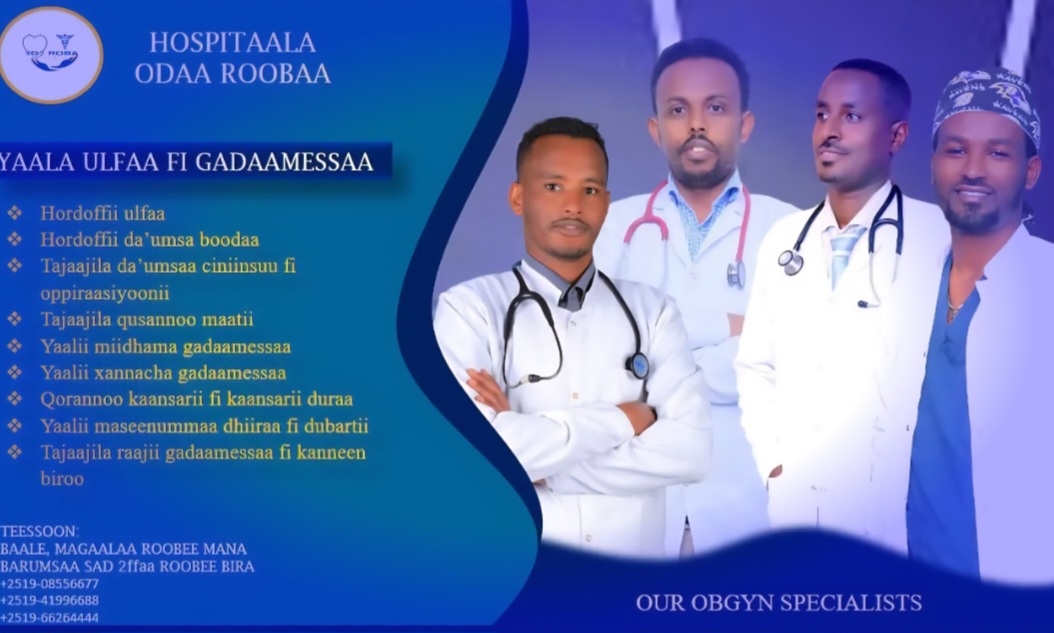 HOSPITAALA
ODAA ROOBAA
YAALA ULFAA FI GADAAMESSAA
Hordoffii ulfaa
Hordoffii da'umsa boodaa
Tajaajila da'umsaa ciniinsuu fi
oppiraasiyoonii
Tajaajila qusannoo maatii
Yaalii miidhama gadaamessaa
Yaalii xannacha gadaamessaa
Qorannoo kaansarii fi kaansarii duraa
Yaalii maseenummaa dhiiraa fi dubartii
Tajaajila raajii gadaamessaa fi kanneen
biroo
TEESSOON:
BAALE, MAGAALAA ROOBEE MANA
BARUMSAA SAD 2ffaa ROOBEE BIRA
+2519-08556677
+2519-41996688
+2519-66264444
RAVENS
OUR OBGYN SPECIALISTS